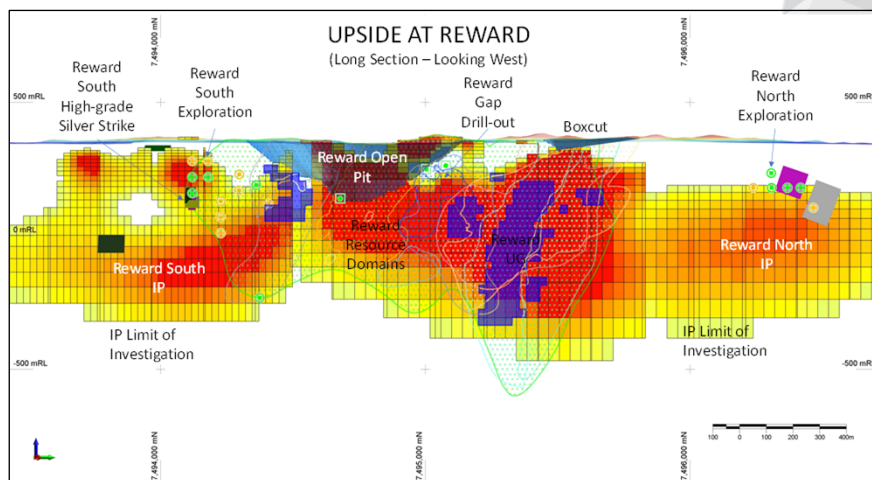 UPSIDE AT REWARD
(Long Section – Looking West)
7,494,000 mN
7,496,000 mN
500 mRL
500 mRL
Reward
South
High-grade
Silver Strike
Reward
South
Exploration
Reward
Gap
Drill-out
Boxcut
Reward
North
Exploration
Reward Open
Pit
0 mRL
0 mRL
Reward
Resource
Domains
Reward
UG
Reward South
IP
Reward North
IP
IP Limit of
Investigation
IP Limit of
Investigation
-500 mRL
-500 mRL
7,494,000 mN
7,495,000 mN
7,496,000 mN
100 0 100 200 300 400m